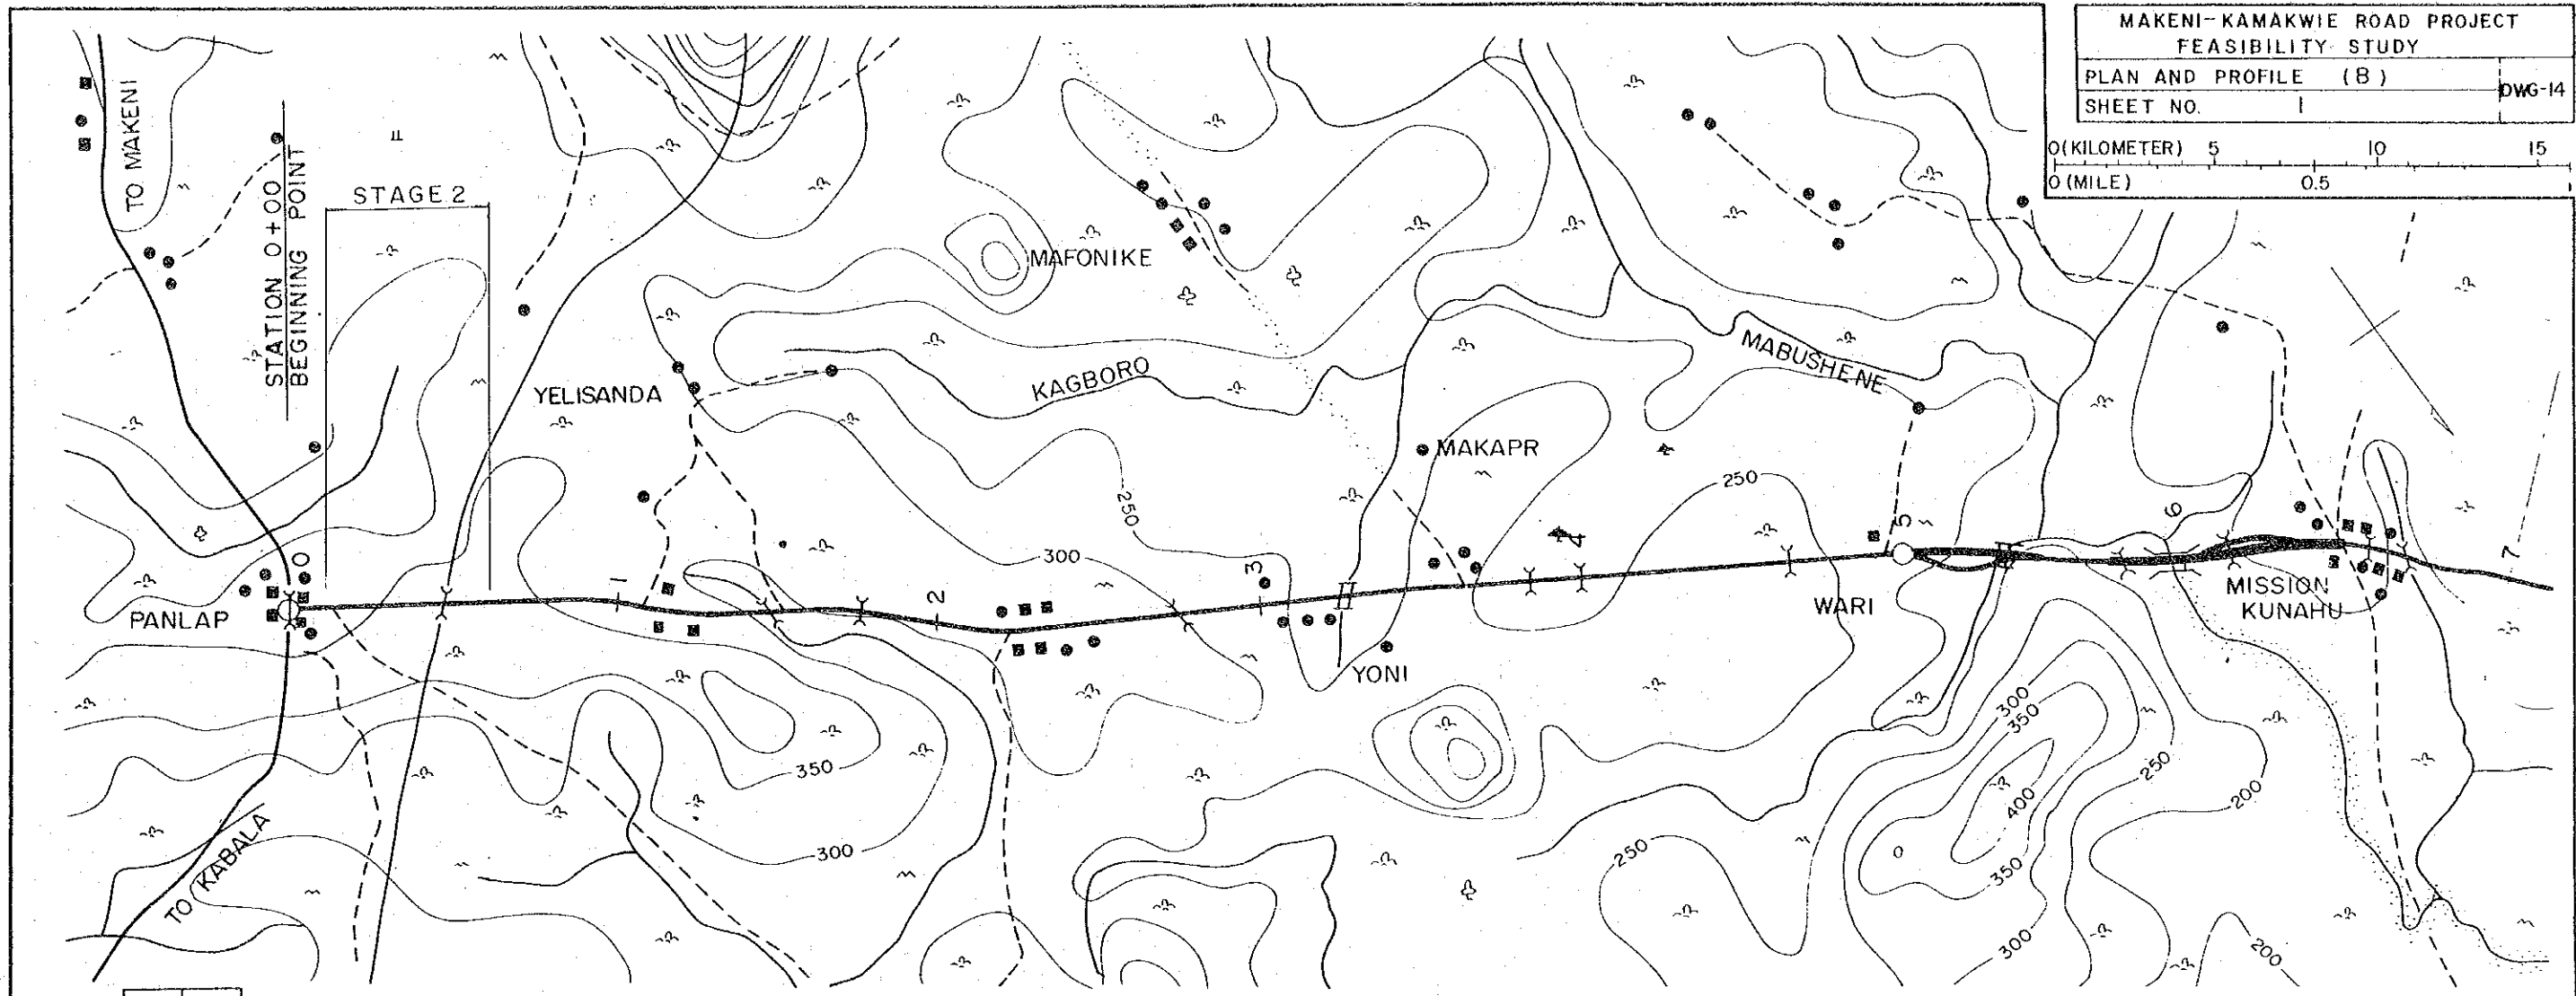 MAKENI-KAMAKWIE ROAD PROJECT
FEASIBILITY STUDY
PLAN AND PROFILE (B)
SHEET NO. 1
DWG-14
0(KILOMETER) 5 10 15
0(MILE) 0.5
TO MAKENI
STATION 0+00
BEGINNING POINT
STAGE 2
MAFONIKE
YELISANDA
KAGBORO
MABUSHENE
MAKAPR
250
250
300
0
1
2
3
4
5
6
7
PANLAP
YONI
WARI
MISSION
KUNAHU
350
300
TO KABALA
300
350
400
350
250
200
250
300
200